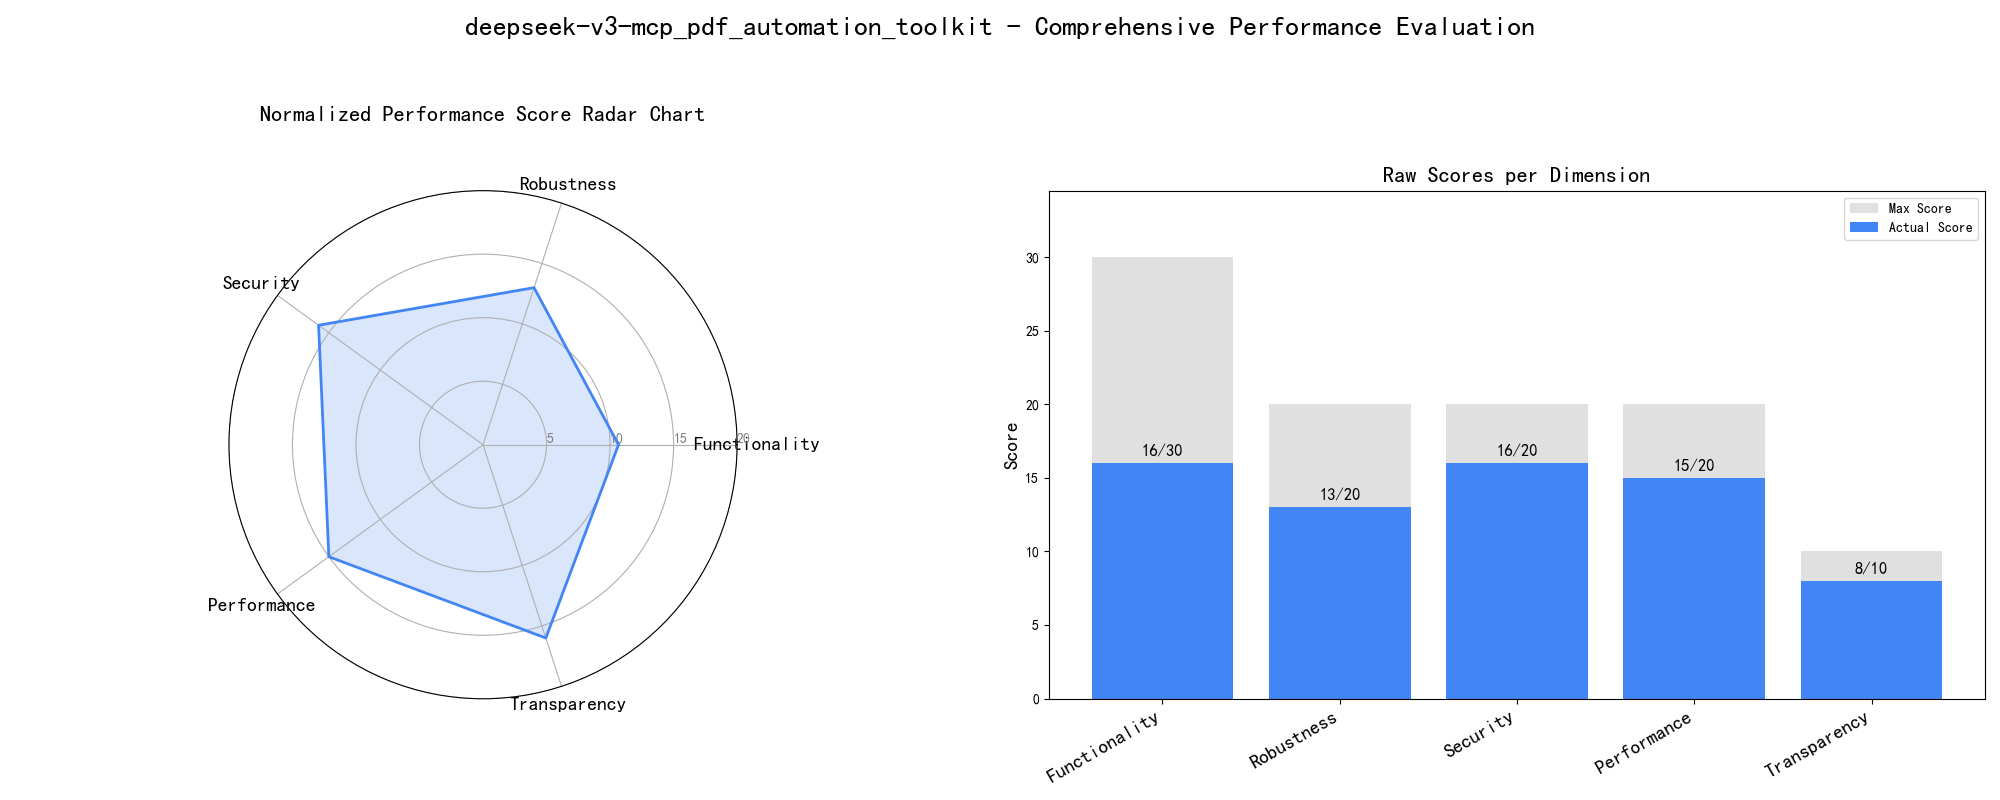 deepseek-v3-mcp_pdf_automation_toolkit - Comprehensive Performance Evaluation
Normalized Performance Score Radar Chart
Robustness
Security
Functionality
Performance
Transparency
5
10
15
20
Raw Scores per Dimension
Max Score
Actual Score
Score
30
25
20
15
10
5
0
16/30
13/20
16/20
15/20
8/10
Functionality
Robustness
Security
Performance
Transparency